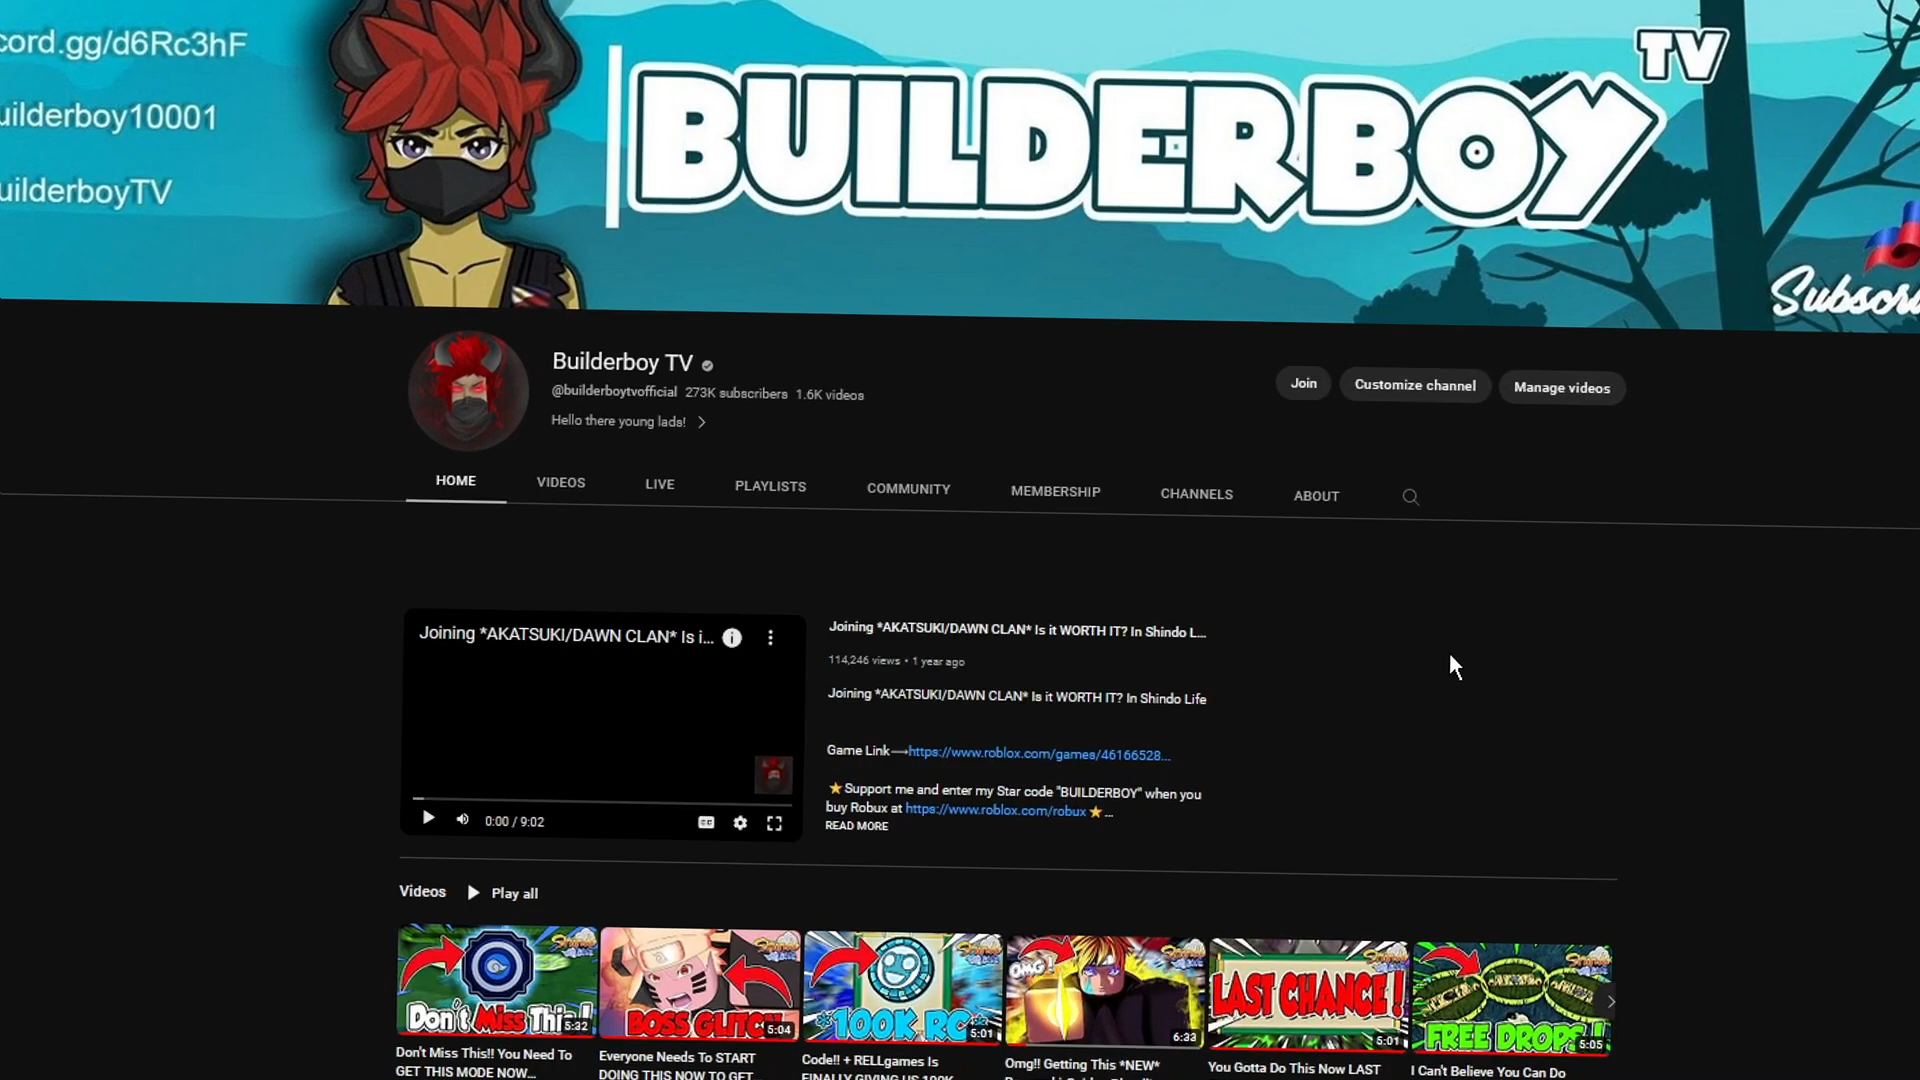 cord.gg/d6Rc3hF
uilderboy10001
uilderboyTV
BUILDERBOY
TV
Subscri
Builderboy TV
@builderboytvofficial 273K subscribers 1.6K videos
Hello there young lads!
Join
Customize channel
Manage videos
HOME
VIDEOS
LIVE
PLAYLISTS
COMMUNITY
MEMBERSHIP
CHANNELS
ABOUT
Joining *AKATSUKI/DAWN CLAN* Is i...
0:00 / 9:02
Joining *AKATSUKI/DAWN CLAN* Is it WORTH IT? In Shindo L...
114,246 views • 1 year ago
Joining *AKATSUKI/DAWN CLAN* Is it WORTH IT? In Shindo Life
Game Link—>https://www.roblox.com/games/46166528...
⭐Support me and enter my Star code "BUILDERBOY" when you
buy Robux at https://www.roblox.com/robux ⭐ ...
READ MORE
Videos
Play all
Don't Miss This!
5:32
BOSS GLITCH
5:04
*100K RC*
5:01
OMG!
6:33
LAST CHANCE!
5:01
FREE DROPS!
5:05
Don't Miss This!! You Need To
GET THIS MODE NOW...
Everyone Needs To START
DOING THIS NOW TO GET
Code!! + RELLgames Is
FINALLY GIVING US 100K
Omg!! Getting This *NEW*
You Gotta Do This Now LAST
I Can't Believe You Can Do